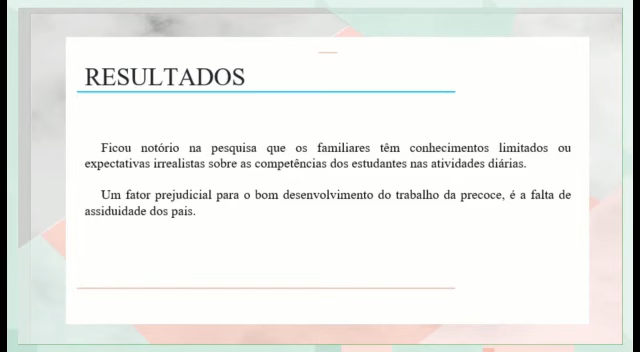 RESULTADOS
Ficou notório na pesquisa que os familiares têm conhecimentos limitados ou
expectativas irrealistas sobre as competências dos estudantes nas atividades diárias.
Um fator prejudicial para o bom desenvolvimento do trabalho da precoce, é a falta de
assiduidade dos pais.